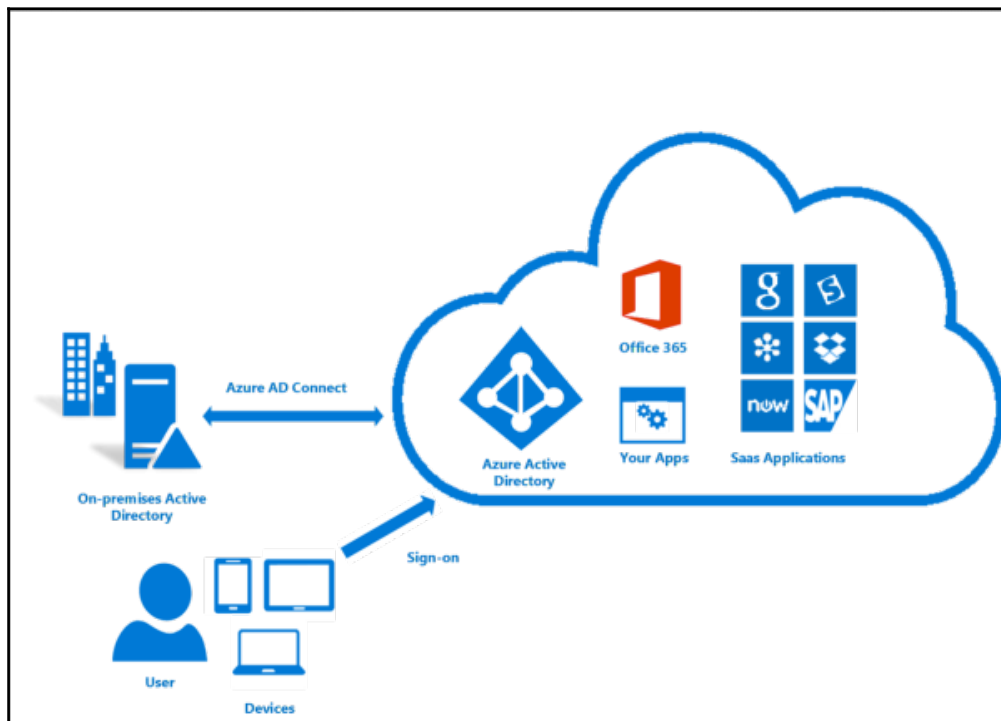 Office 365
Azure AD Connect
g
S
now
SAP
Azure Active
Directory
Your Apps
Saas Applications
On-premises Active
Directory
Sign-on
User
Devices